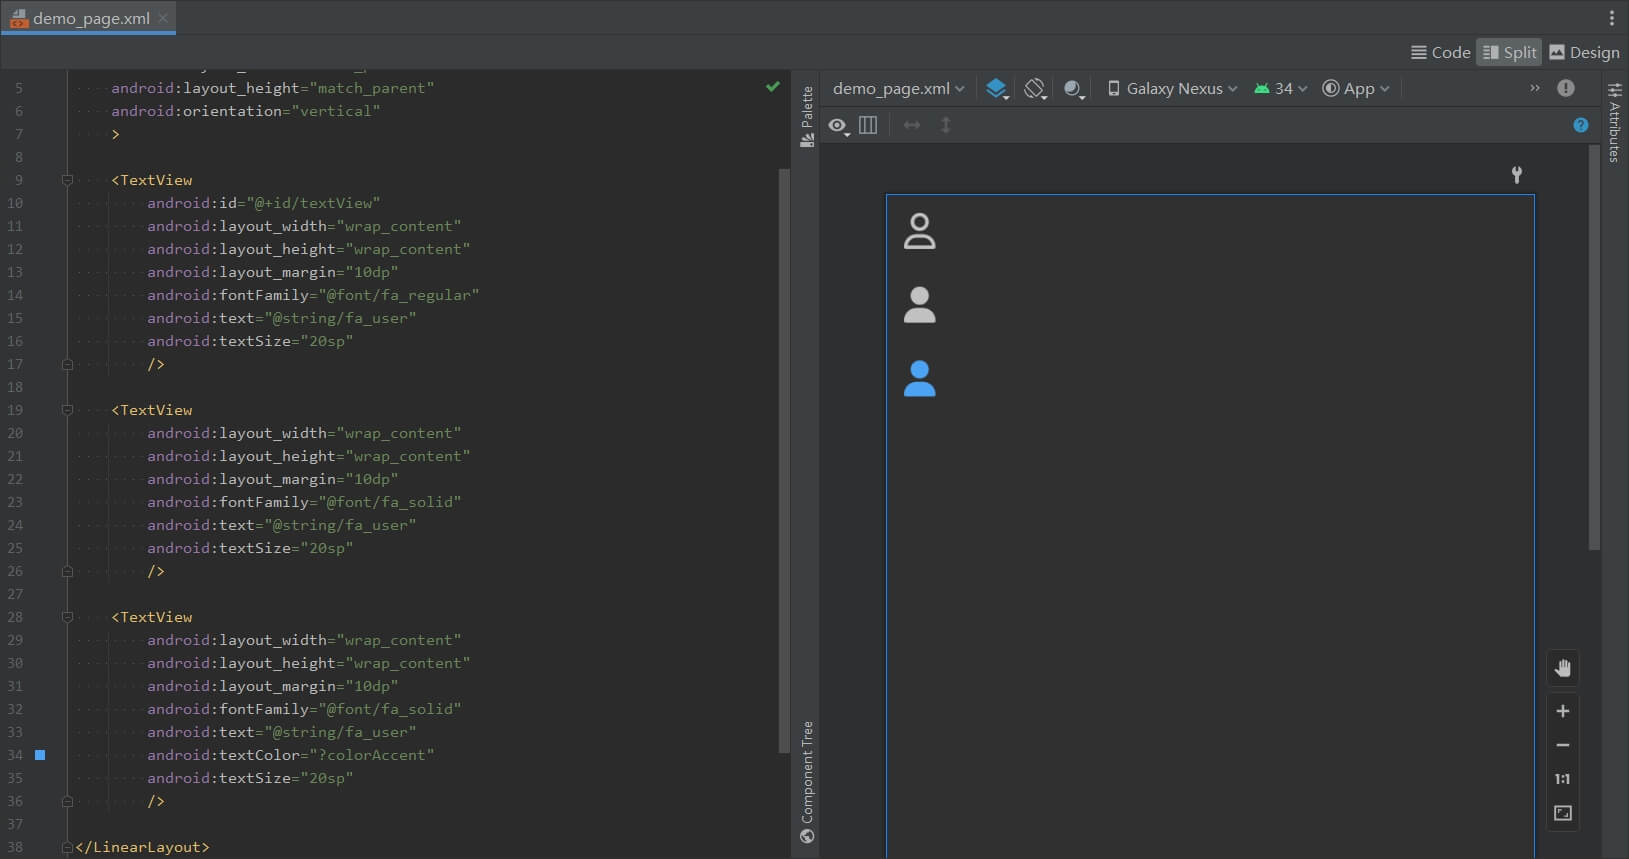 demo_page.xml
Code
Split
Design
5 android:layout_height="match_parent"
6 android:orientation="vertical"
7 >
8
9 <TextView
10 android:id="@+id/textView"
11 android:layout_width="wrap_content"
12 android:layout_height="wrap_content"
13 android:layout_margin="10dp"
14 android:fontFamily="@font/fa_regular"
15 android:text="@string/fa_user"
16 android:textSize="20sp"
17 />
18
19 <TextView
20 android:layout_width="wrap_content"
21 android:layout_height="wrap_content"
22 android:layout_margin="10dp"
23 android:fontFamily="@font/fa_solid"
24 android:text="@string/fa_user"
25 android:textSize="20sp"
26 />
27
28 <TextView
29 android:layout_width="wrap_content"
30 android:layout_height="wrap_content"
31 android:layout_margin="10dp"
32 android:fontFamily="@font/fa_solid"
33 android:text="@string/fa_user"
34 android:textColor="?colorAccent"
35 android:textSize="20sp"
36 />
37
38 </LinearLayout>
Palette
Component Tree
demo_page.xml
Galaxy Nexus
34
App
»
?
Attributes
1:1